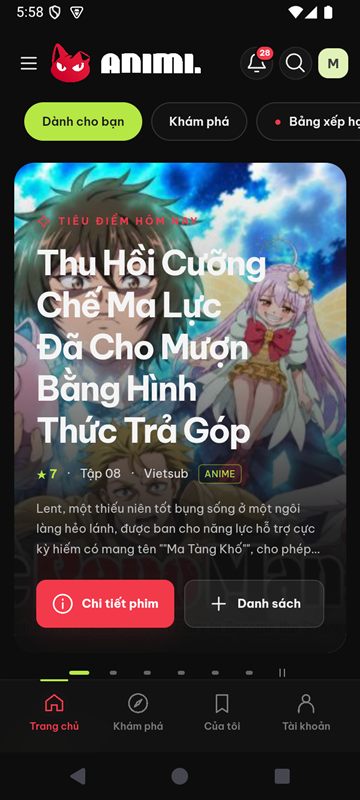 5:58
28
ANIMI.
M
Dành cho bạn
Khám phá
Bảng xếp hạ
TIÊU ĐIỂM HÔM NAY
Thu Hồi Cưỡng
Chế Ma Lực
Đã Cho Mượn
Bằng Hình
Thức Trả Góp
★ 7 · Tập 08 · Vietsub ANIME
Lent, một thiếu niên tốt bụng sống ở một ngôi
làng hẻo lánh, được ban cho năng lực hỗ trợ cực
kỳ hiếm có mang tên ""Ma Tàng Khố"", cho phép...
Chi tiết phim
Danh sách
Trang chủ
Khám phá
Của tôi
Tài khoản